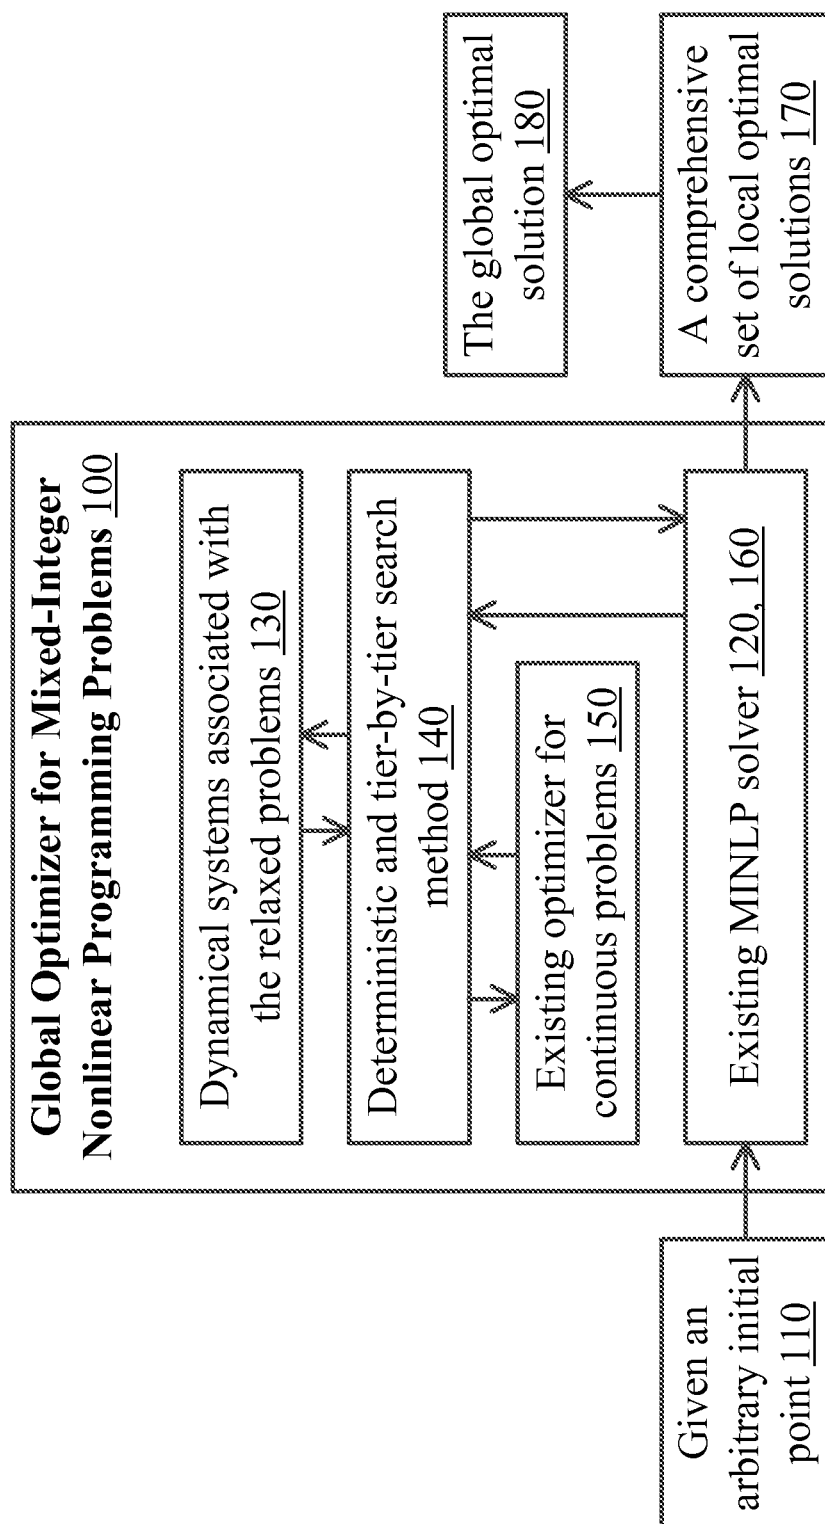 Global Optimizer for Mixed-Integer
Nonlinear Programming Problems 100
Dynamical systems associated with
the relaxed problems 130
Deterministic and tier-by-tier search
method 140
Existing optimizer for
continuous problems 150
Existing MINLP solver 120, 160
Given an
arbitrary initial
point 110
The global optimal
solution 180
A comprehensive
set of local optimal
solutions 170